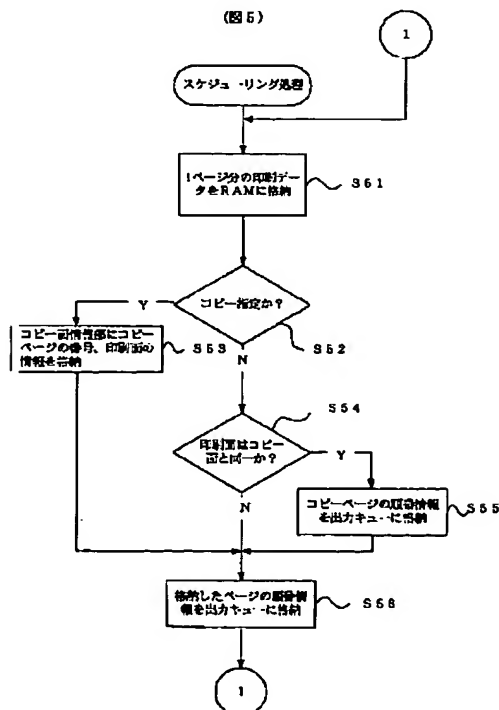 (図5)
1
スケジューリング処理
1ページ分の印刷デー
タをRAMに格納
S51
コピー指定か?
Y
S52
コピー面情報部にコピー
ページの番号、印刷面の
情報を格納
S53
N
S54
印刷面はコピー
面と同一か?
Y
コピーページの順番情報
を出力キューに格納
S55
N
格納したページの順番情
報を出力キューに格納
S56
1